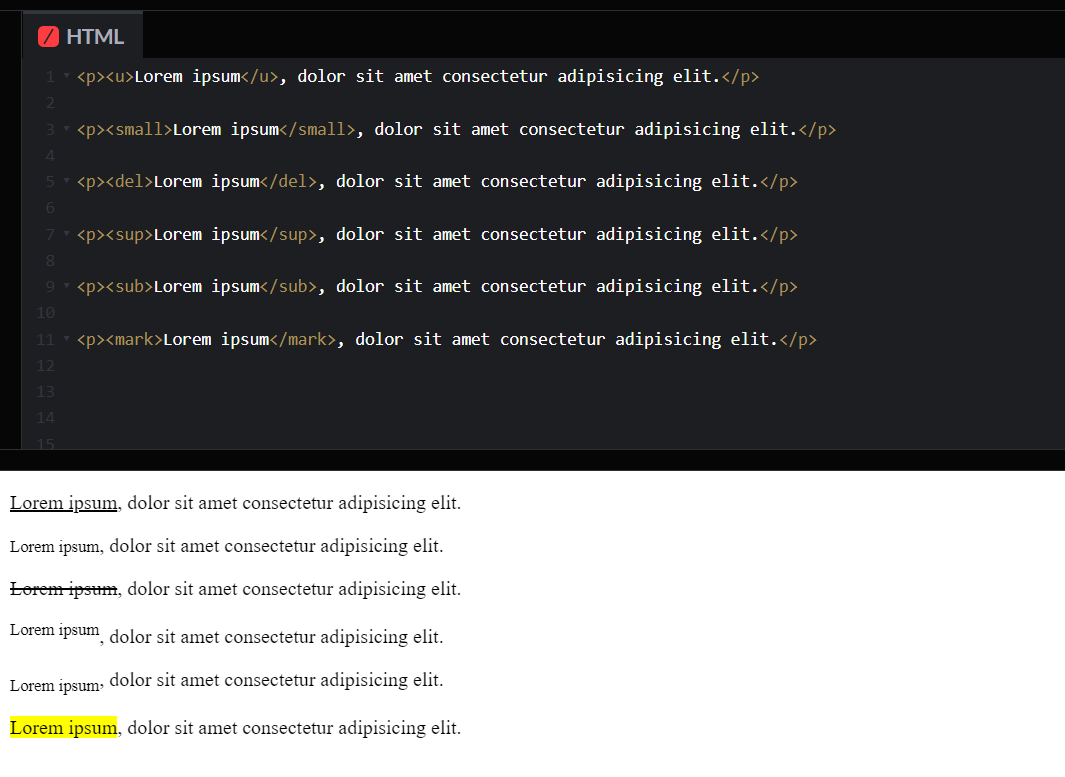 HTML
1 <p><u>Lorem ipsum</u>, dolor sit amet consectetur adipisicing elit.</p>
2
3 <p><small>Lorem ipsum</small>, dolor sit amet consectetur adipisicing elit.</p>
4
5 <p><del>Lorem ipsum</del>, dolor sit amet consectetur adipisicing elit.</p>
6
7 <p><sup>Lorem ipsum</sup>, dolor sit amet consectetur adipisicing elit.</p>
8
9 <p><sub>Lorem ipsum</sub>, dolor sit amet consectetur adipisicing elit.</p>
10
11 <p><mark>Lorem ipsum</mark>, dolor sit amet consectetur adipisicing elit.</p>
12
13
14
15
Lorem ipsum, dolor sit amet consectetur adipisicing elit.
Lorem ipsum, dolor sit amet consectetur adipisicing elit.
Lorem ipsum, dolor sit amet consectetur adipisicing elit.
Lorem ipsum, dolor sit amet consectetur adipisicing elit.
Lorem ipsum, dolor sit amet consectetur adipisicing elit.
Lorem ipsum, dolor sit amet consectetur adipisicing elit.